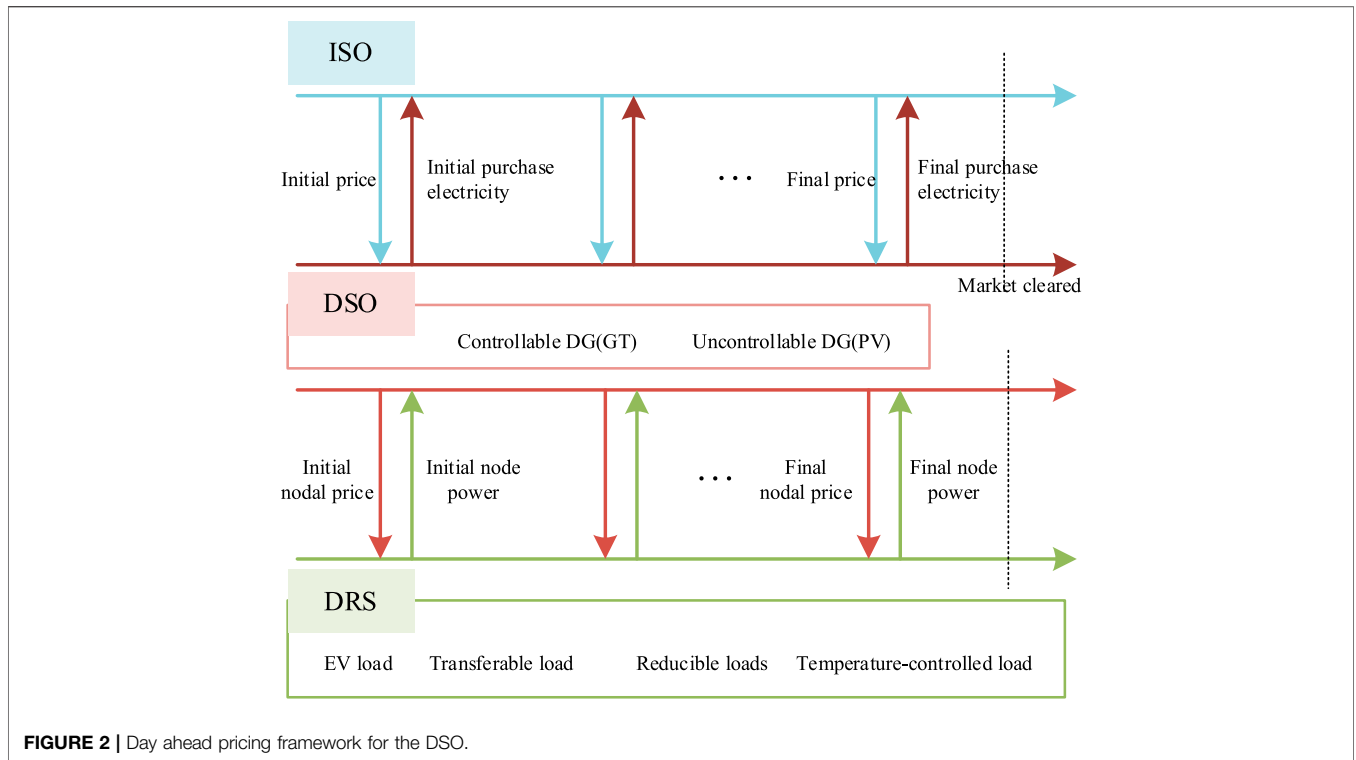 ISO
Initial price
Initial purchase
electricity
...
Final price
Final purchase
electricity
Market cleared
DSO
Controllable DG(GT)
Uncontrollable DG(PV)
Initial
nodal price
Initial node
power
...
Final
nodal price
Final node
power
DRS
EV load
Transferable load
Reducible loads
Temperature-controlled load
FIGURE 2 | Day ahead pricing framework for the DSO.